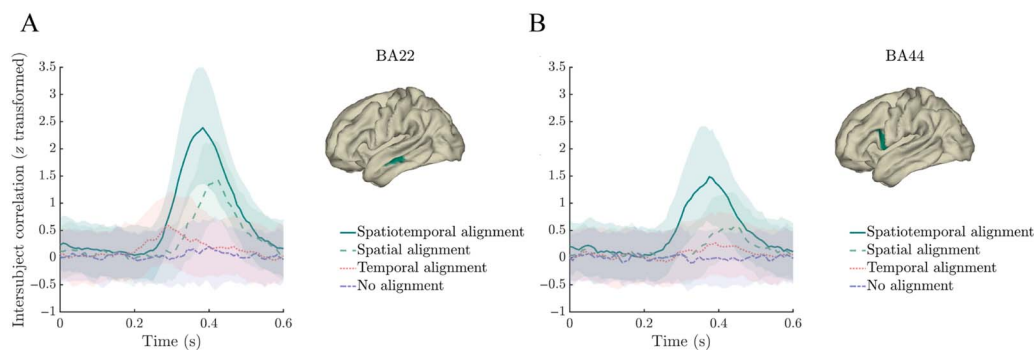 A
BA22
Intersubject correlation (z transformed)
3.5
3
2.5
2
1.5
1
0.5
0
−0.5
−1
0
0.2
0.4
0.6
Time (s)
Spatiotemporal alignment
Spatial alignment
Temporal alignment
No alignment
B
BA44
3.5
3
2.5
2
1.5
1
0.5
0
−0.5
−1
0
0.2
0.4
0.6
Time (s)
Spatiotemporal alignment
Spatial alignment
Temporal alignment
No alignment